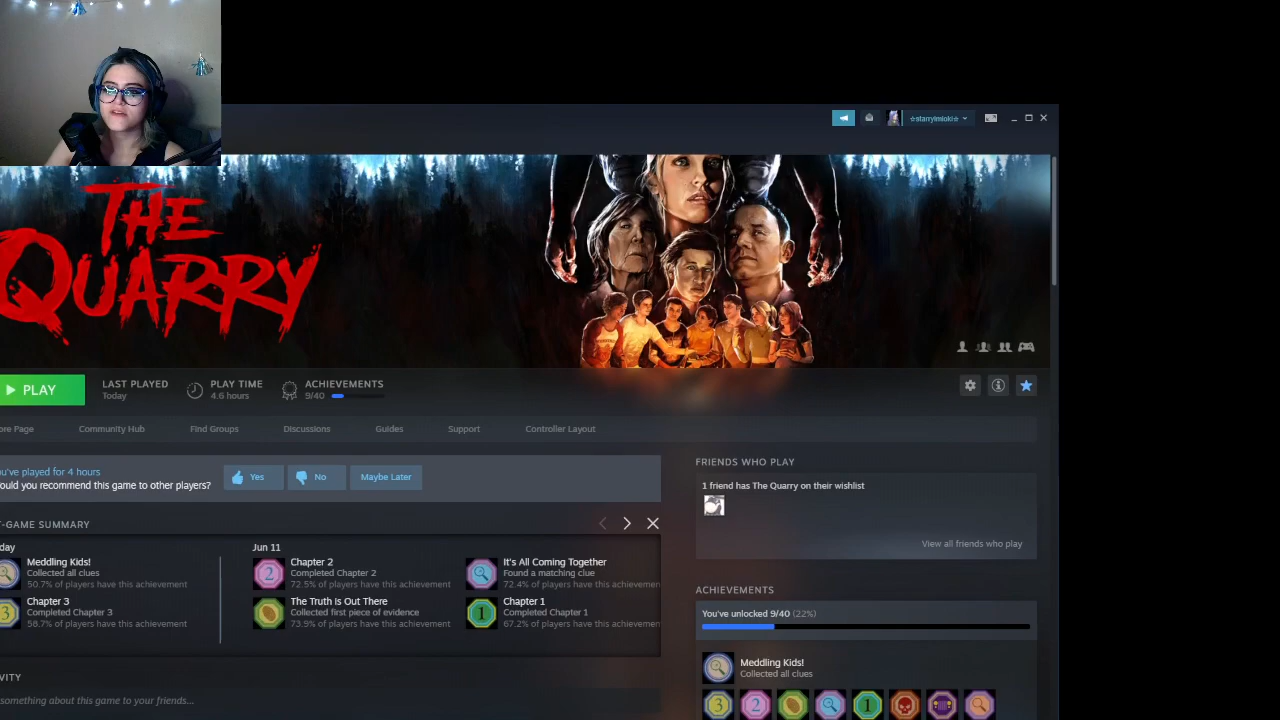 ☆starryimloki☆
THE
QUARRY
PLAY
LAST PLAYED
Today
PLAY TIME
4.6 hours
ACHIEVEMENTS
9/40
ore Page
Community Hub
Find Groups
Discussions
Guides
Support
Controller Layout
ou've played for 4 hours
ould you recommend this game to other players?
Yes
No
Maybe Later
T-GAME SUMMARY
day
Meddling Kids!
Collected all clues
50.7% of players have this achievement
3
Chapter 3
Completed Chapter 3
58.7% of players have this achievement
Jun 11
2
Chapter 2
Completed Chapter 2
72.5% of players have this achievement
The Truth Is Out There
Collected first piece of evidence
73.9% of players have this achievement
It's All Coming Together
Found a matching clue
72.4% of players have this achievemen
1
Chapter 1
Completed Chapter 1
67.2% of players have this achievemen
VITY
something about this game to your friends...
FRIENDS WHO PLAY
1 friend has The Quarry on their wishlist
View all friends who play
ACHIEVEMENTS
You've unlocked 9/40 (22%)
Meddling Kids!
Collected all clues
3 2 1